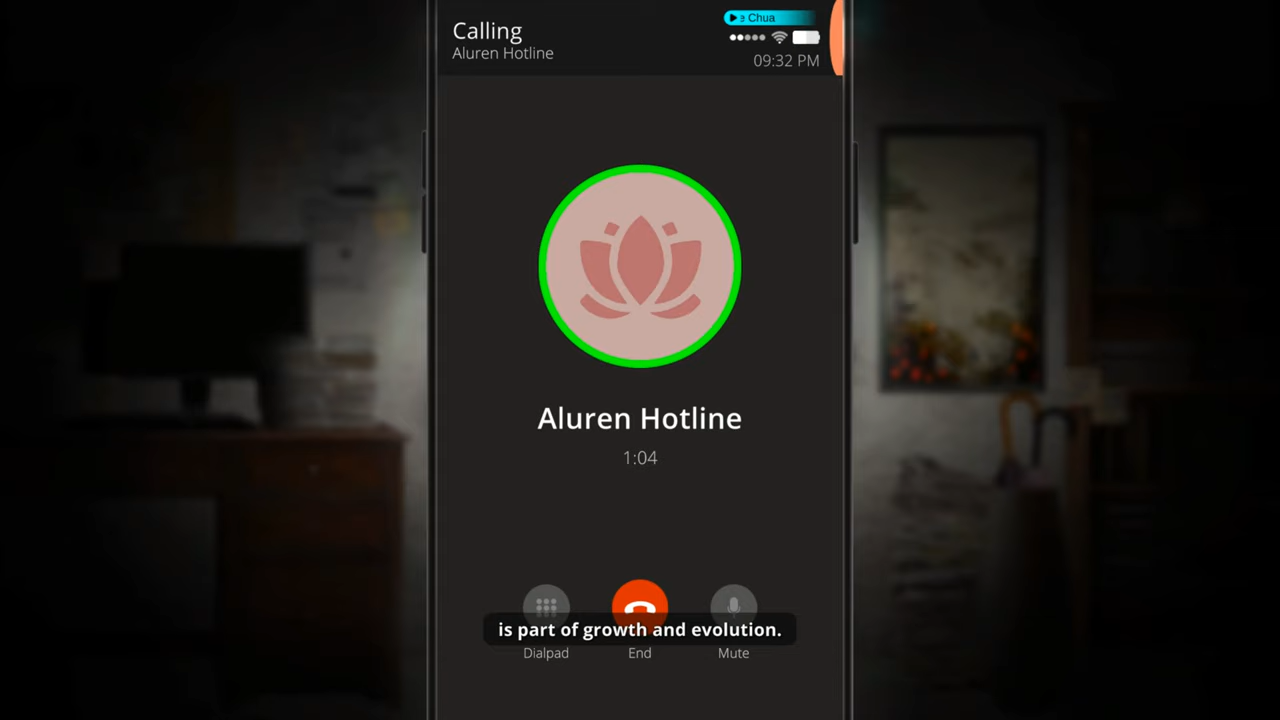 Calling
Aluren Hotline
e Chua
09:32 PM
Aluren Hotline
1:04
is part of growth and evolution.
Dialpad
End
Mute